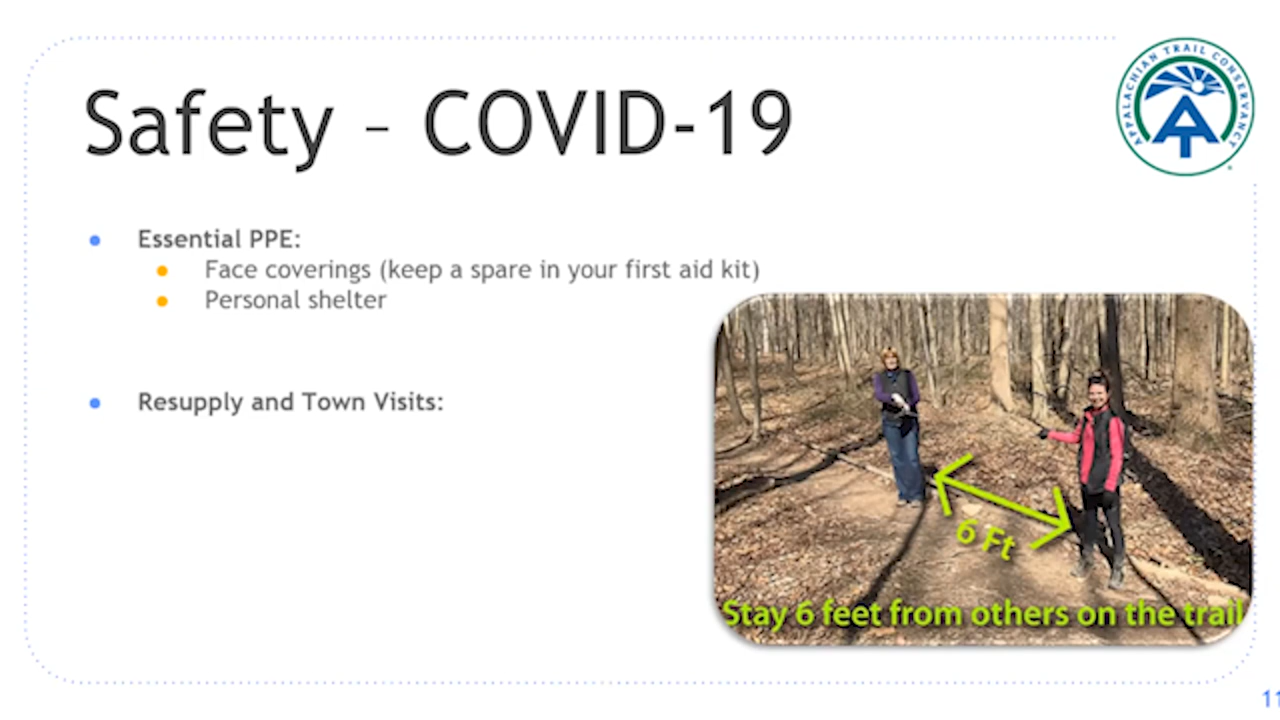 Safety – COVID-19
APPALACHIAN TRAIL CONSERVANCY
Essential PPE:
Face coverings (keep a spare in your first aid kit)
Personal shelter
Resupply and Town Visits:
6 Ft
Stay 6 feet from others on the trail
11